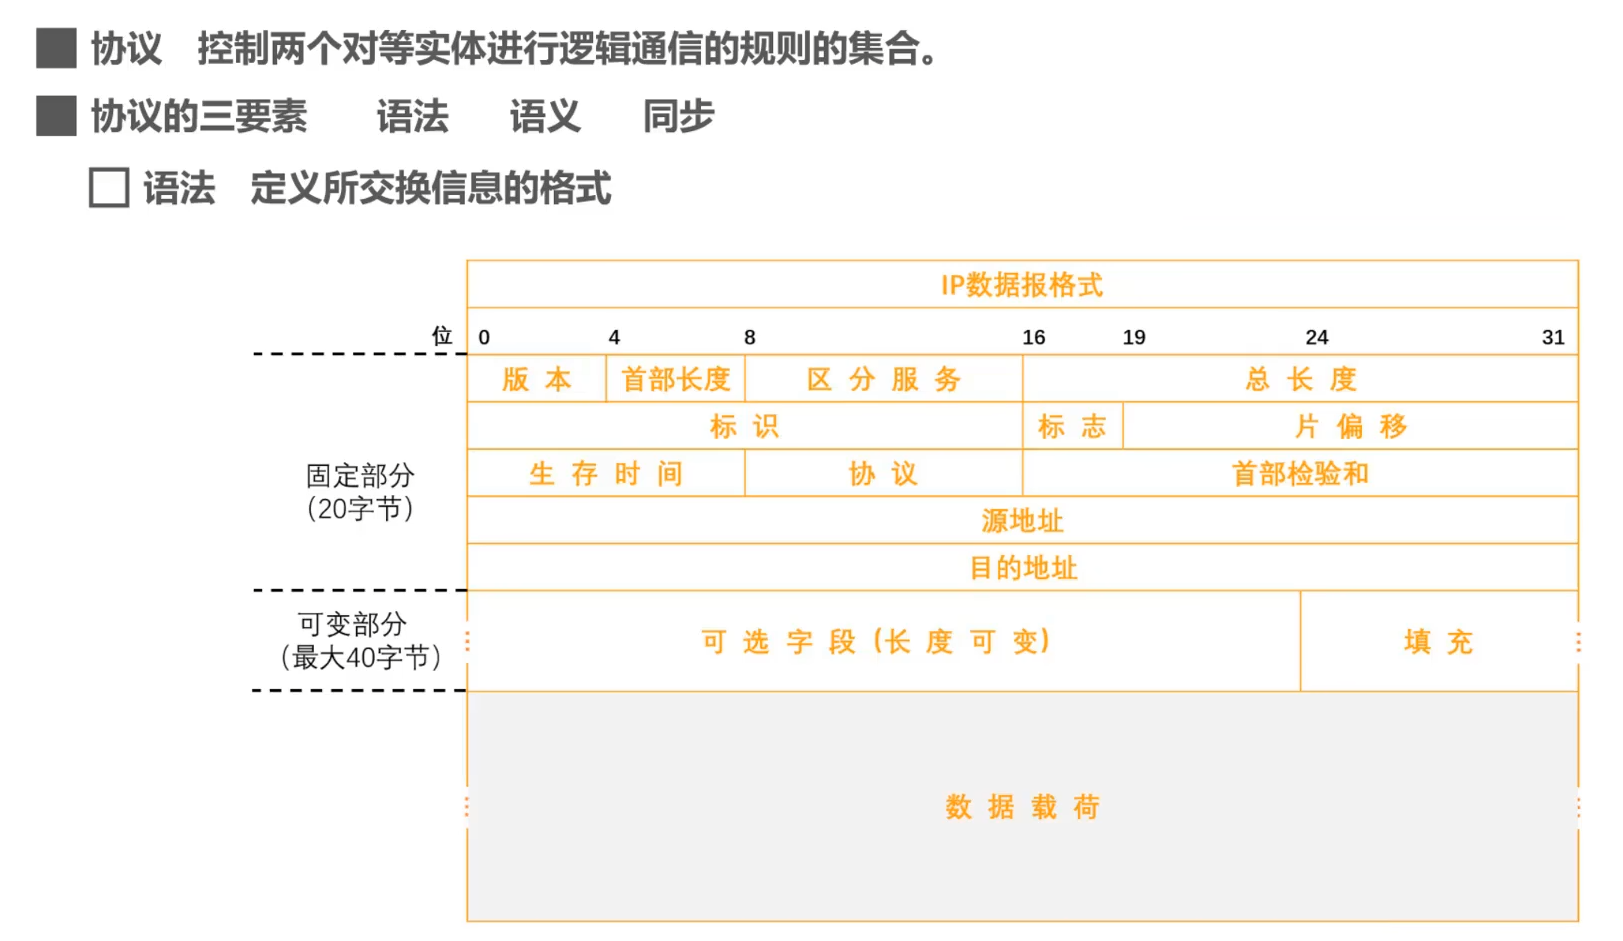 协议 控制两个对等实体进行逻辑通信的规则的集合。
协议的三要素 语法 语义 同步
语法 定义所交换信息的格式
IP数据报格式
位 0 4 8 16 19 24 31
版 本 首部长度 区 分 服 务 总 长 度
标 识 标 志 片 偏 移
固定部分
（20字节）
生 存 时 间 协 议 首部检验和
源地址
目的地址
可变部分
（最大40字节）
可 选 字 段 (长 度 可 变) 填 充
数 据 载 荷